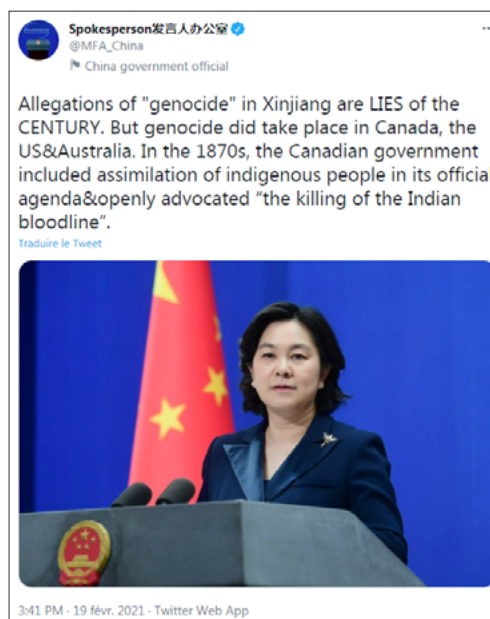 Spokesperson发言人办公室
@MFA_China
China government official
Allegations of "genocide" in Xinjiang are LIES of the
CENTURY. But genocide did take place in Canada, the
US&Australia. In the 1870s, the Canadian government
included assimilation of indigenous people in its official
agenda&openly advocated “the killing of the Indian
bloodline”.
Traduire le Tweet
3:41 PM · 19 févr. 2021 · Twitter Web App